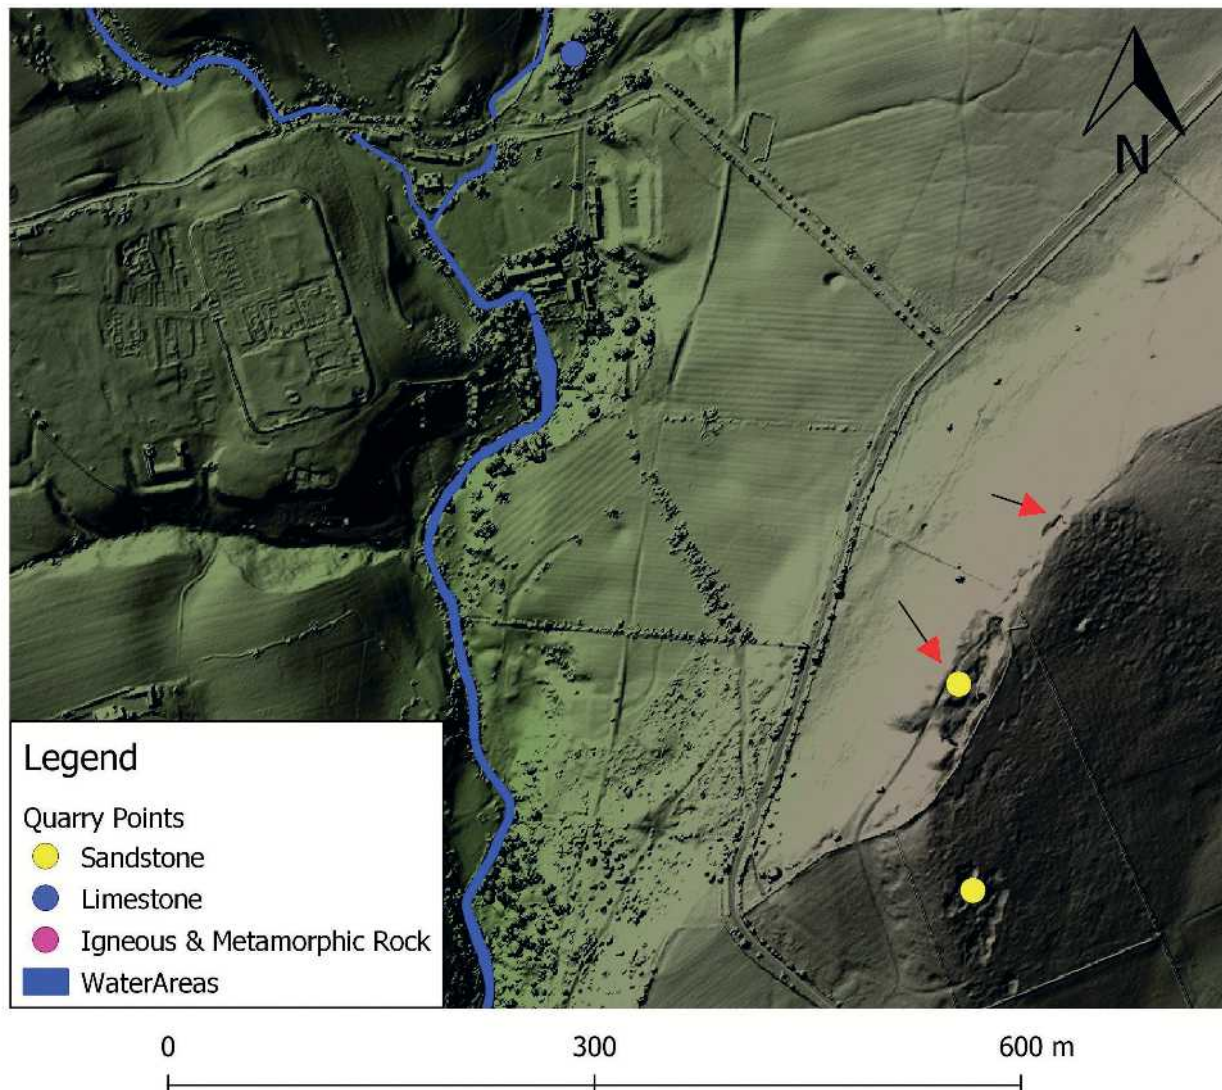 N
Legend
Quarry Points
Sandstone
Limestone
Igneous & Metamorphic Rock
WaterAreas
0 300 600 m